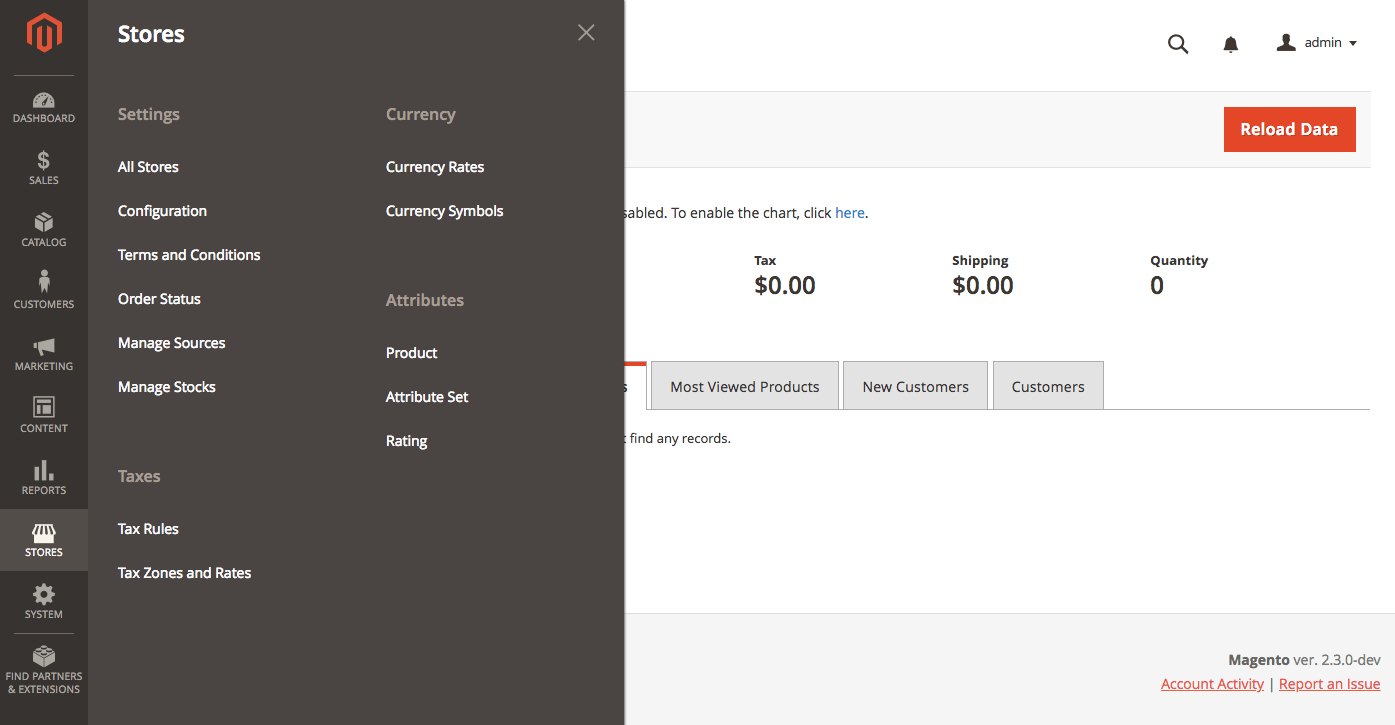 DASHBOARD
SALES
CATALOG
CUSTOMERS
MARKETING
CONTENT
REPORTS
STORES
SYSTEM
FIND PARTNERS
& EXTENSIONS
Stores
Settings
All Stores
Configuration
Terms and Conditions
Order Status
Manage Sources
Manage Stocks
Taxes
Tax Rules
Tax Zones and Rates
Currency
Currency Rates
Currency Symbols
Attributes
Product
Attribute Set
Rating
admin
Reload Data
sabled. To enable the chart, click here.
Tax Shipping Quantity
$0.00 $0.00 0
s Most Viewed Products New Customers Customers
t find any records.
Magento ver. 2.3.0-dev
Account Activity | Report an Issue